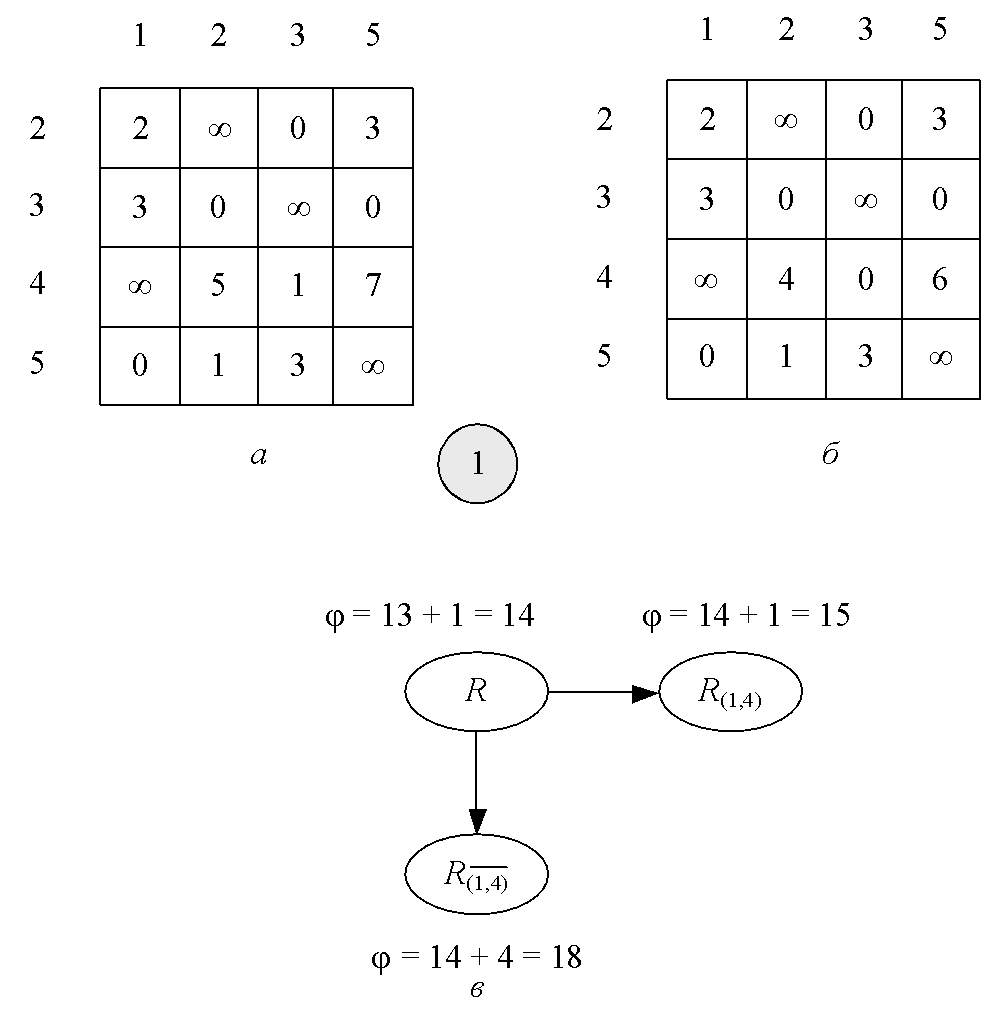 1 2 3 5
2 2 ∞ 0 3
3 3 0 ∞ 0
4 ∞ 5 1 7
5 0 1 3 ∞
а
1 2 3 5
2 2 ∞ 0 3
3 3 0 ∞ 0
4 ∞ 4 0 6
5 0 1 3 ∞
б
1
φ = 13 + 1 = 14
φ = 14 + 1 = 15
R
R(1,4)
R(1,4)
φ = 14 + 4 = 18
в